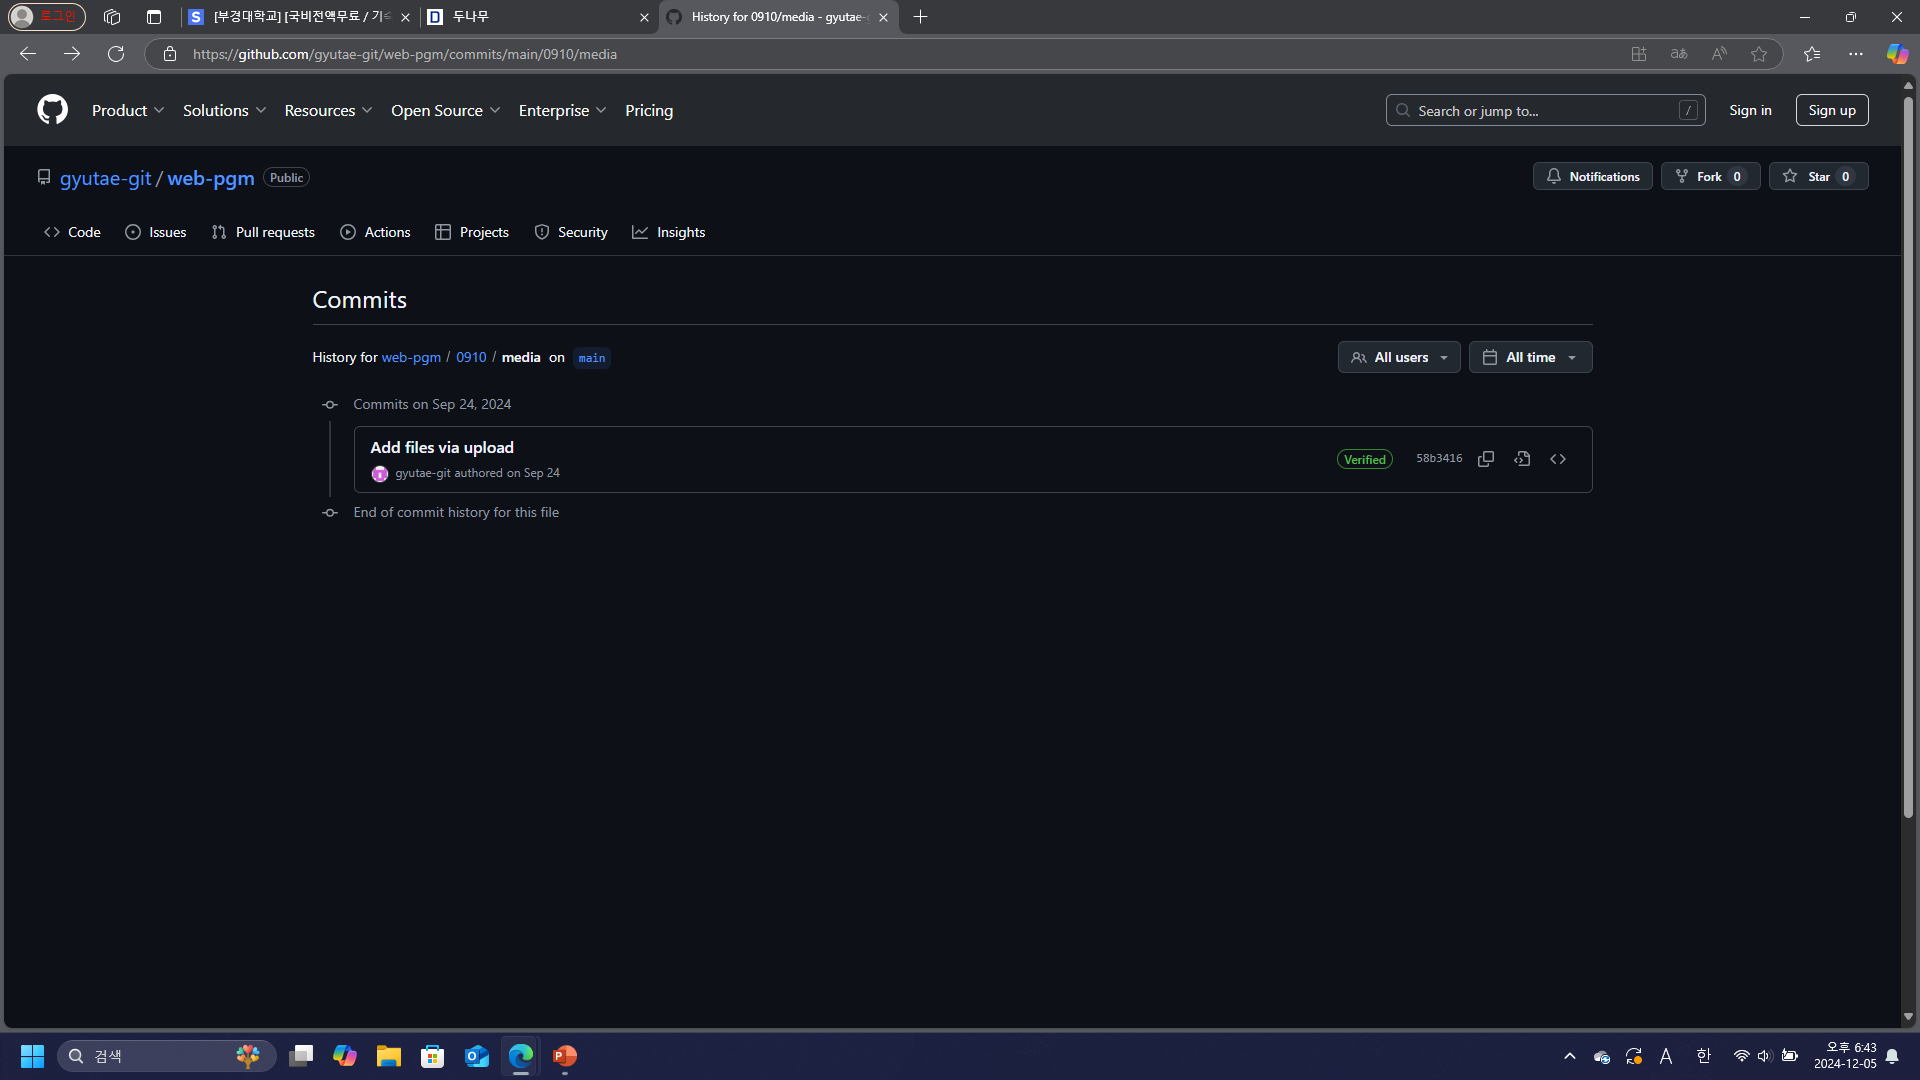 로그인
[부경대학교] [국비전액무료 / 기숙
두나무
History for 0910/media - gyutae-g
https://github.com/gyutae-git/web-pgm/commits/main/0910/media
Product Solutions Resources Open Source Enterprise Pricing
Search or jump to... /
Sign in
Sign up
gyutae-git / web-pgm Public
Notifications
Fork 0
Star 0
Code Issues Pull requests Actions Projects Security Insights
Commits
History for web-pgm / 0910 / media on main
All users
All time
Commits on Sep 24, 2024
Add files via upload
gyutae-git authored on Sep 24
Verified
58b3416
End of commit history for this file
검색
A
한
오후 6:43
2024-12-05